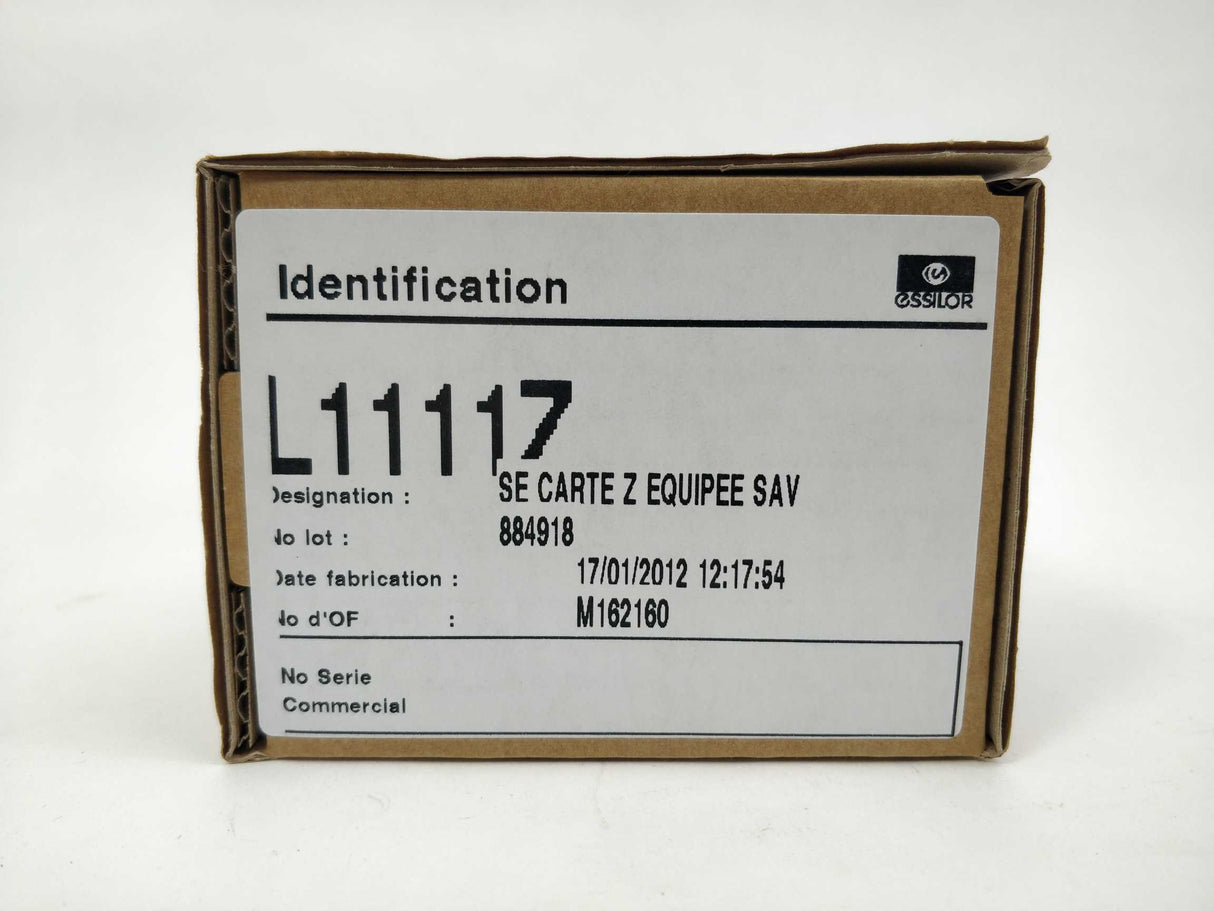 Identification
essilor
L11117
Designation : SE CARTE Z EQUIPEE SAV
No lot : 884918
Date fabrication : 17/01/2012 12:17:54
No d'OF : M162160
No Serie
Commercial